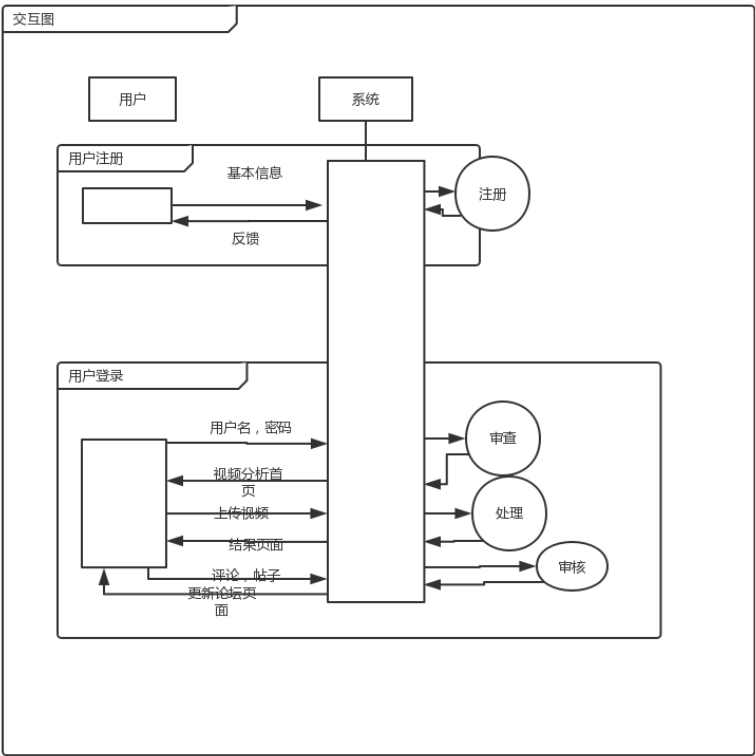 交互图
用户
系统
用户注册
基本信息
注册
反馈
用户登录
用户名，密码
审查
视频分析首
页
上传视频
处理
结果页面
审核
评论，帖子
更新论坛页
面